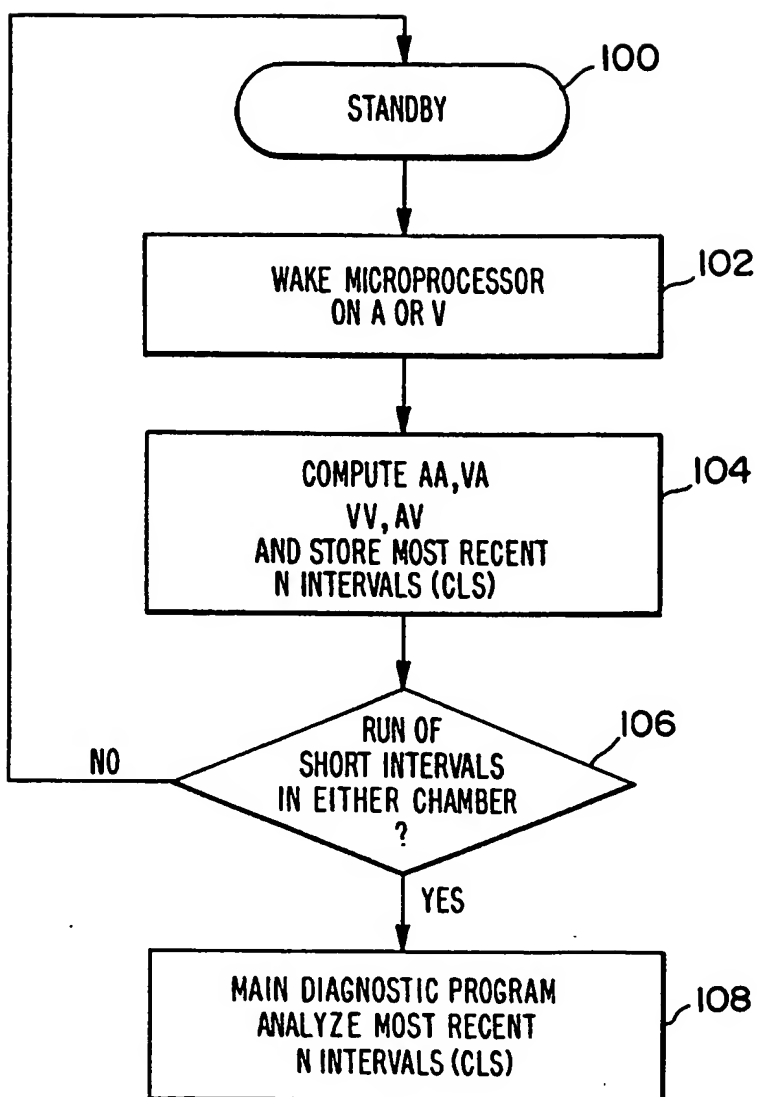 100
STANDBY
102
WAKE MICROPROCESSOR
ON A OR V
104
COMPUTE AA, VA
VV, AV
AND STORE MOST RECENT
N INTERVALS (CLS)
106
RUN OF
SHORT INTERVALS
IN EITHER CHAMBER
?
NO
YES
108
MAIN DIAGNOSTIC PROGRAM
ANALYZE MOST RECENT
N INTERVALS (CLS)